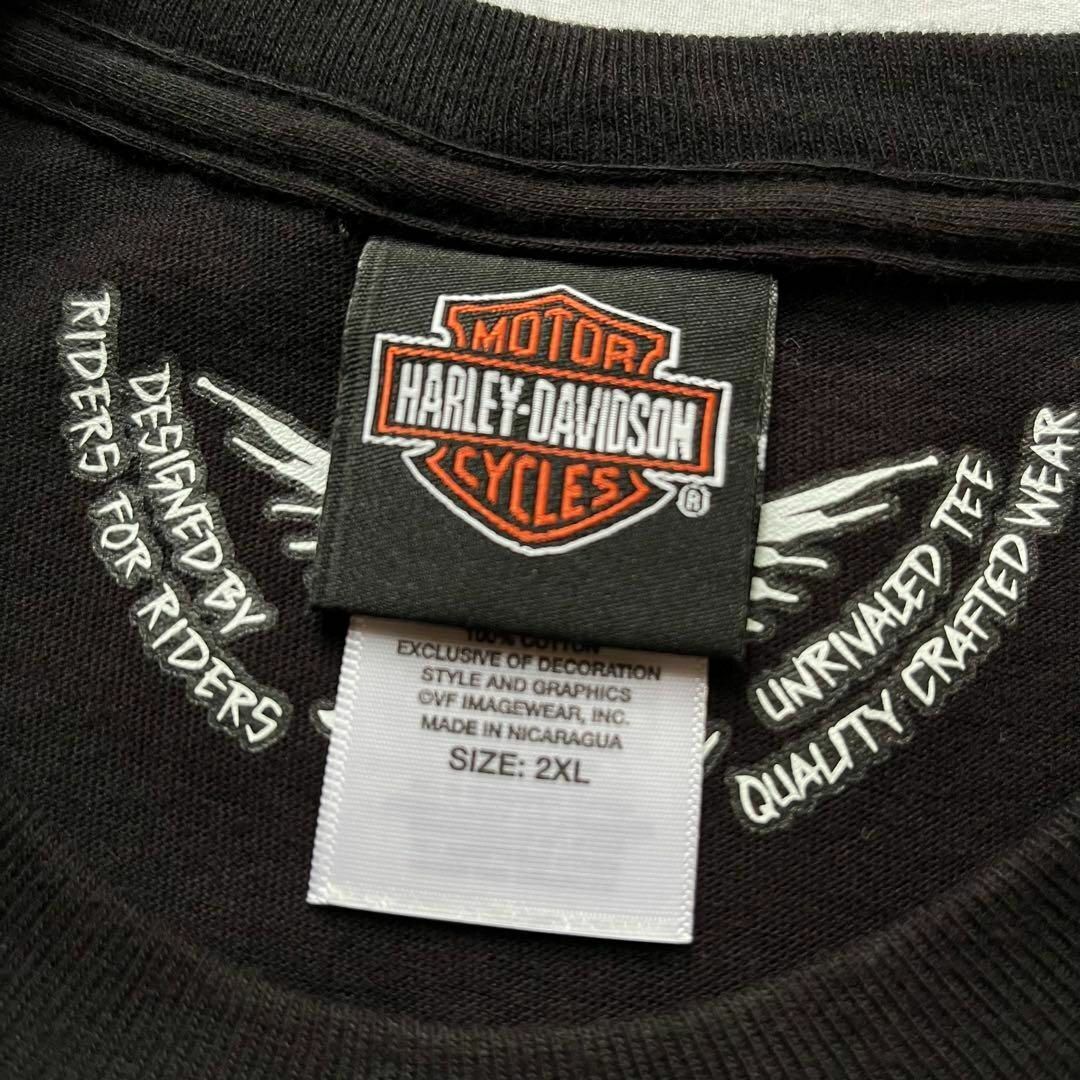 RIDERS FOR RIDERS
DESIGNED BY
MOTOR
HARLEY-DAVIDSON
CYCLES
®
100% COTTON
EXCLUSIVE OF DECORATION
STYLE AND GRAPHICS
©VF IMAGEWEAR, INC.
MADE IN NICARAGUA
SIZE: 2XL
UNRIVALED TEE
QUALITY CRAFTED WEAR